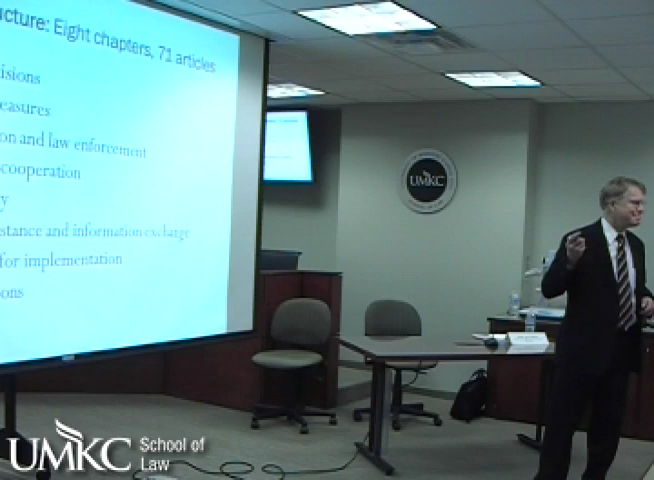 ucture: Eight chapters, 71 articles
isions
easures
on and law enforcement
cooperation
y
stance and information exchange
for implementation
ons
UMKC
UMKC School of
Law